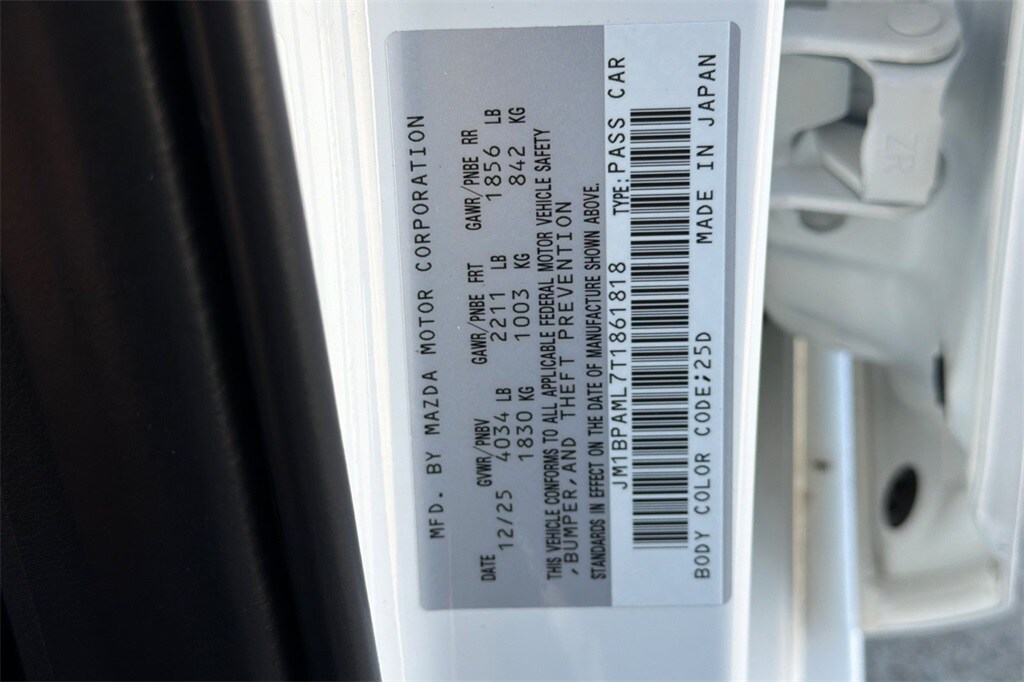 MFD. BY MAZDA MOTOR CORPORATION
DATE GVWR/PNBV GAWR/PNBE FRT GAWR/PNBE RR
12/25 4034 LB 2211 LB 1856 LB
1830 KG 1003 KG 842 KG
THIS VEHICLE CONFORMS TO ALL APPLICABLE FEDERAL MOTOR VEHICLE SAFETY
,BUMPER,AND THEFT PREVENTION
STANDARDS IN EFFECT ON THE DATE OF MANUFACTURE SHOWN ABOVE.
JM1BPAML7T1861818 TYPE:PASS CAR
BODY COLOR CODE;25D MADE IN JAPAN